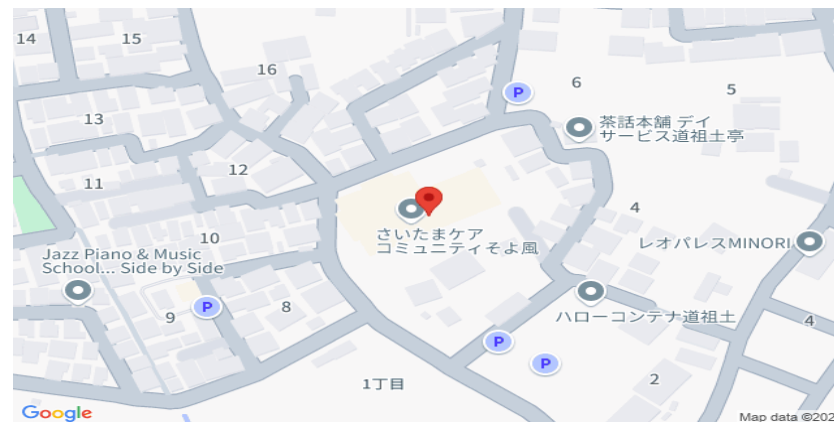 14
15
16
6
5
P
13
茶話本舗 デイ
サービス道祖土亭
12
11
4
さいたまケア
コミュニティそよ風
10
レオパレスMINORI
Jazz Piano & Music
School... Side by Side
P
8
9
ハローコンテナ道祖土
4
P
P
1丁目
2
Google
Map data ©202